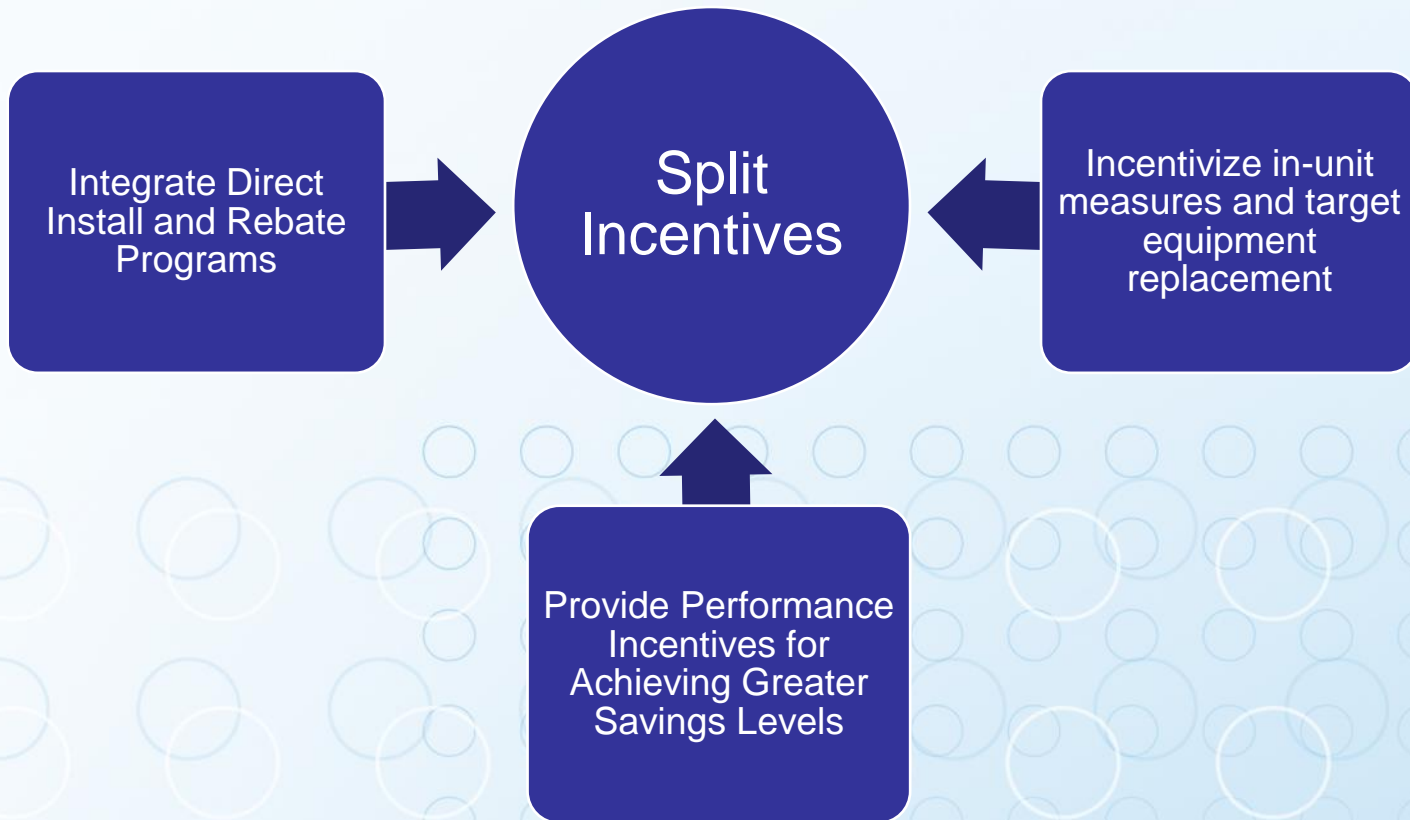 Split
Incentives
Integrate Direct
Install and Rebate
Programs
Incentivize in-unit
measures and target
equipment
replacement
Provide Performance
Incentives for
Achieving Greater
Savings Levels